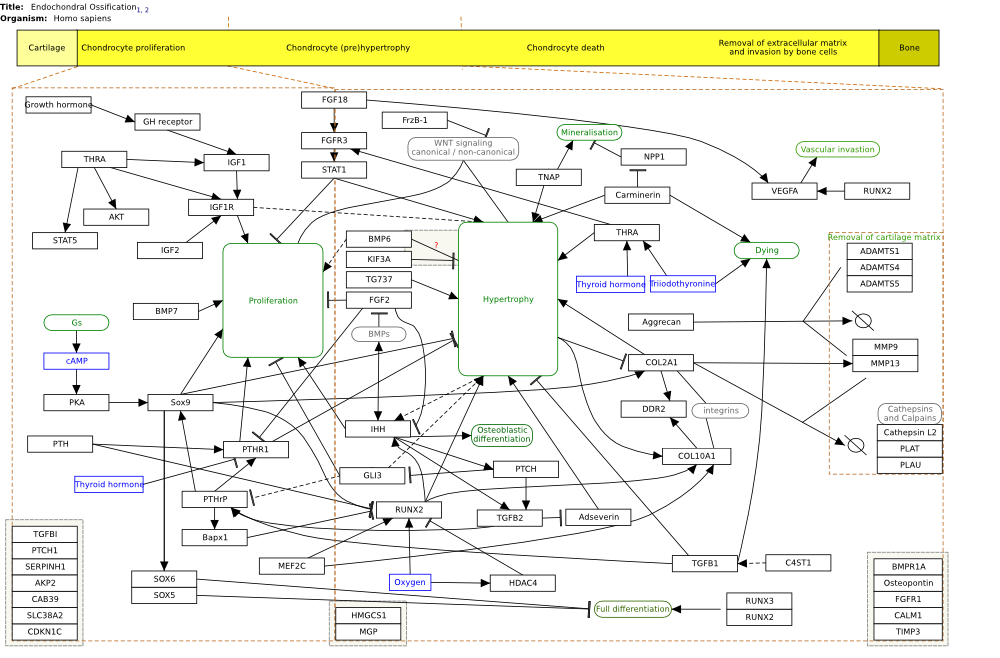 Title: Endochondral Ossification1, 2
Organism: Homo sapiens
Cartilage
Chondrocyte proliferation
Chondrocyte (pre)hypertrophy
Chondrocyte death
Removal of extracellular matrix
and invasion by bone cells
Bone
Growth hormone
GH receptor
THRA
IGF1
AKT
IGF1R
STAT5
IGF2
FGF18
FGFR3
STAT1
FrzB-1
WNT signaling
canonical / non-canonical
Mineralisation
TNAP
NPP1
Carminerin
Vascular invastion
VEGFA
RUNX2
THRA
Dying
Thyroid hormone
Triiodothyronine
Removal of cartilage matrix
ADAMTS1
ADAMTS4
ADAMTS5
BMP6
?
KIF3A
TG737
FGF2
BMPs
Proliferation
Hypertrophy
BMP7
Gs
cAMP
PKA
Sox9
Aggrecan
MMP9
MMP13
COL2A1
DDR2
integrins
COL10A1
Cathepsins
and Calpains
Cathepsin L2
PLAT
PLAU
PTH
PTHR1
Thyroid hormone
PTHrP
Bapx1
IHH
Osteoblastic
differentiation
GLI3
PTCH
RUNX2
TGFB2
Adseverin
MEF2C
Oxygen
HDAC4
TGFB1
C4ST1
SOX6
SOX5
Full differentiation
RUNX3
RUNX2
TGFBI
PTCH1
SERPINH1
AKP2
CAB39
SLC38A2
CDKN1C
HMGCS1
MGP
BMPR1A
Osteopontin
FGFR1
CALM1
TIMP3